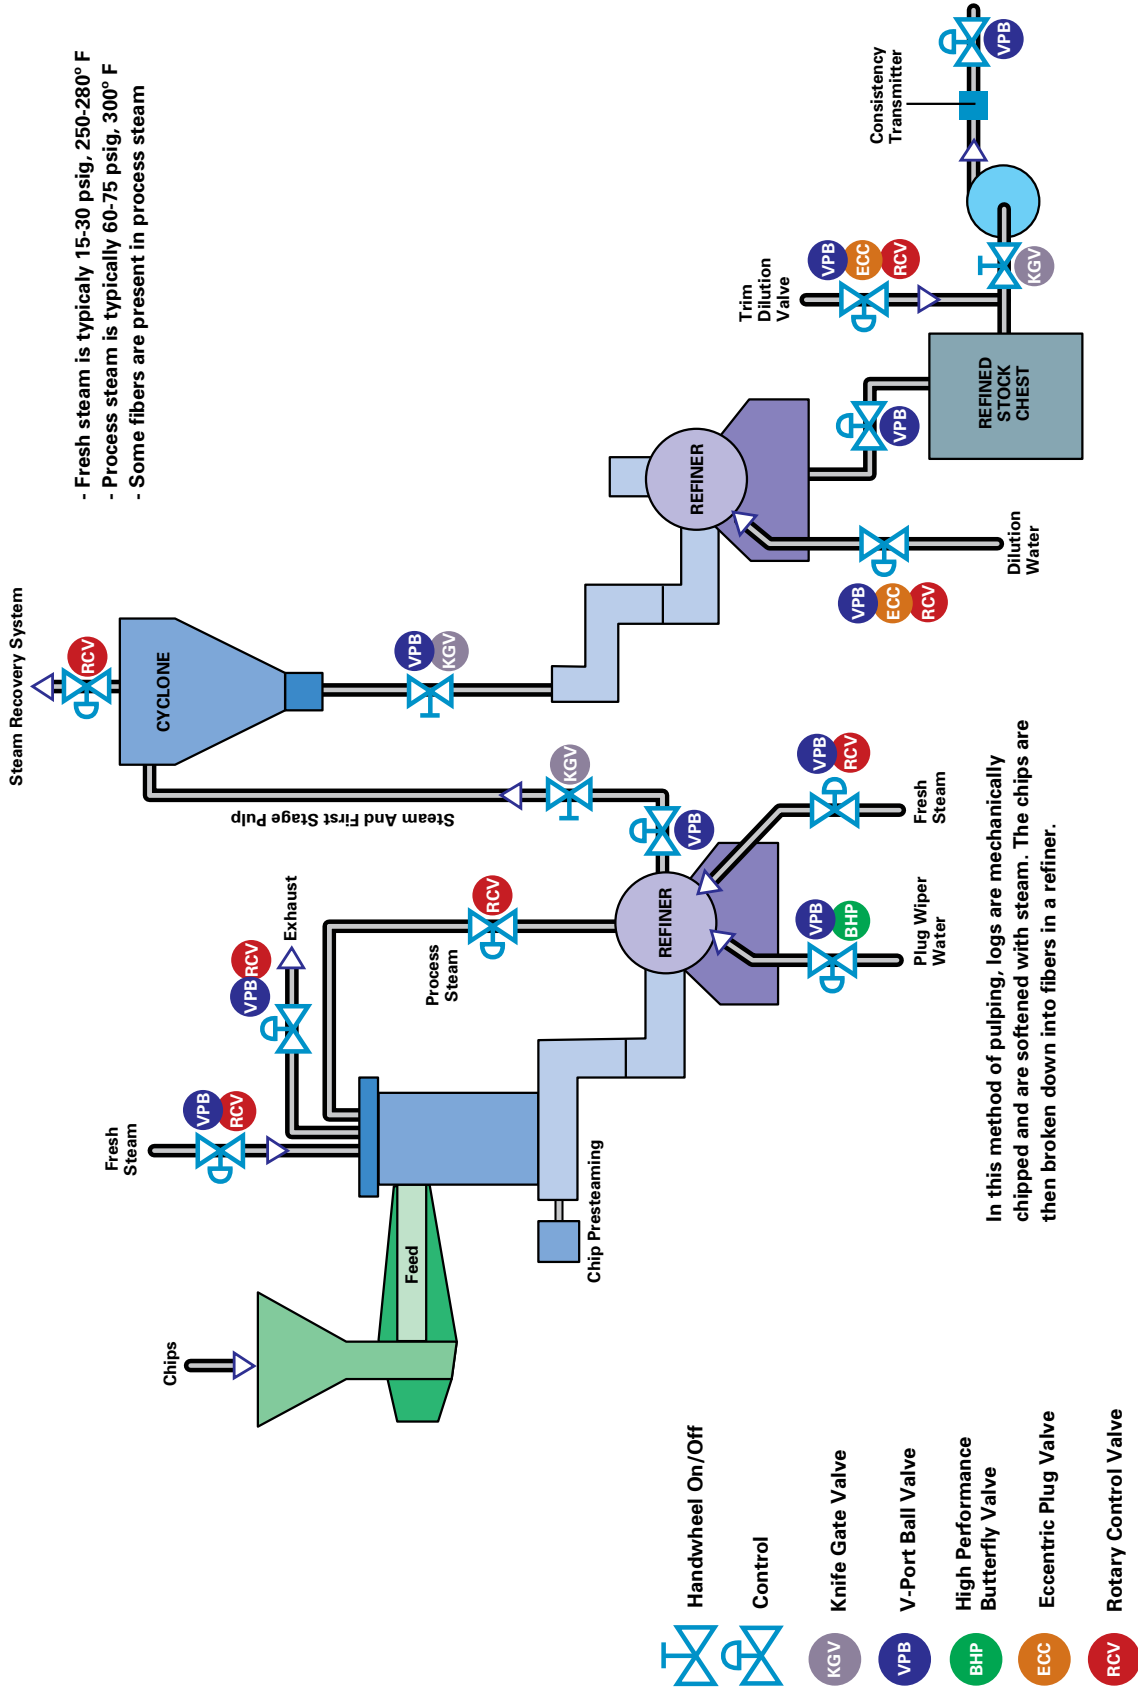 - Fresh steam is typicaly 15-30 psig, 250-280° F
- Process steam is typically 60-75 psig, 300° F
- Some fibers are present in process steam
Steam Recovery System
RCV
CYCLONE
VPB
KGV
Steam And First Stage Pulp
KGV
VPB
Chips
Feed
Fresh
Steam
VPB
RCV
VPB
RCV
Exhaust
Process
Steam
RCV
Chip Presteaming
REFINER
VPB
BHP
Plug Wiper
Water
VPB
RCV
Fresh
Steam
REFINER
VPB
ECC
RCV
Dilution
Water
VPB
REFINED
STOCK
CHEST
Trim
Dilution
Valve
VPB
ECC
RCV
KGV
Consistency
Transmitter
VPB
In this method of pulping, logs are mechanically
chipped and are softened with steam. The chips are
then broken down into fibers in a refiner.
Handwheel On/Off
Control
KGV
Knife Gate Valve
VPB
V-Port Ball Valve
BHP
High Performance
Butterfly Valve
ECC
Eccentric Plug Valve
RCV
Rotary Control Valve